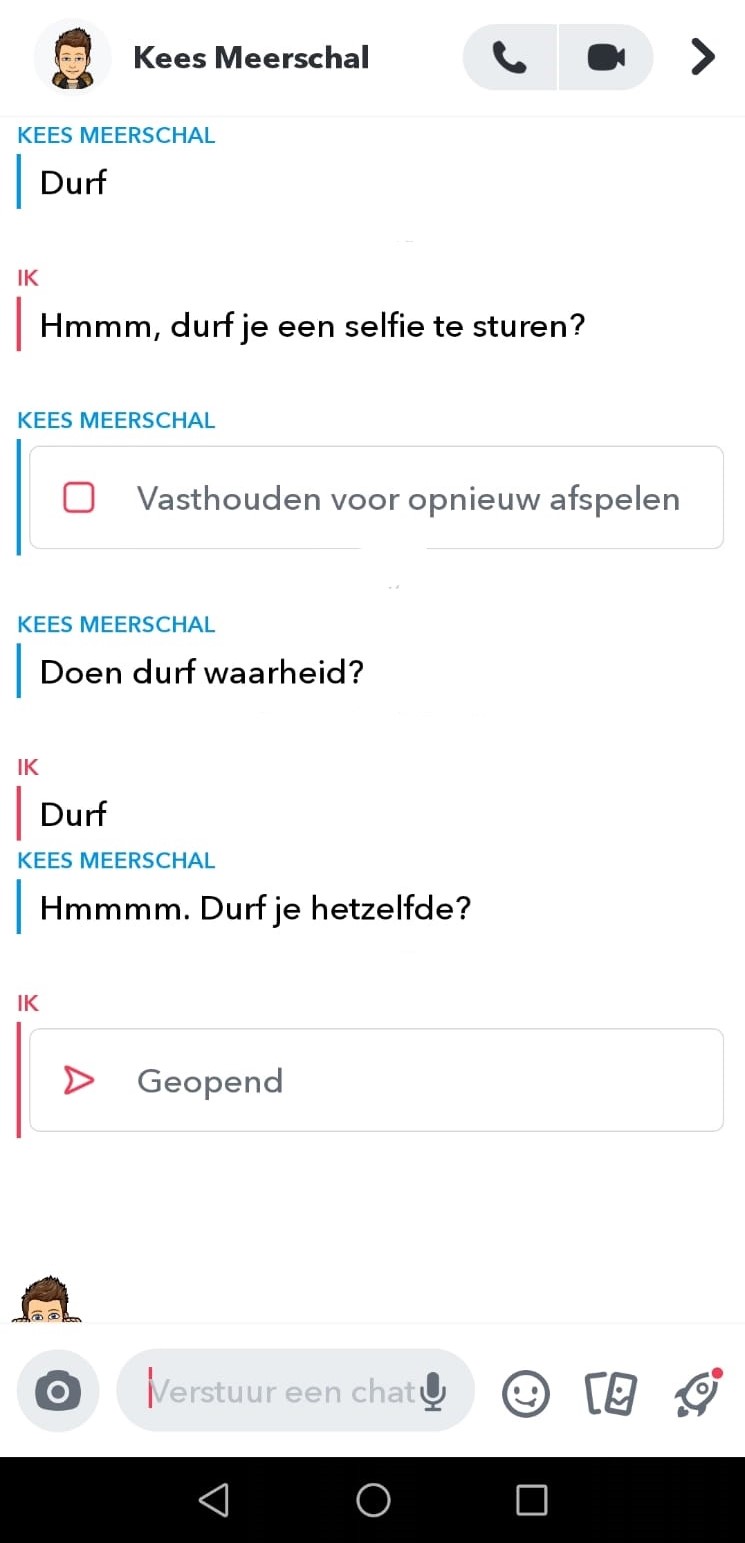 Kees Meerschal
KEES MEERSCHAL
Durf
IK
Hmmm, durf je een selfie te sturen?
KEES MEERSCHAL
Vasthouden voor opnieuw afspelen
KEES MEERSCHAL
Doen durf waarheid?
IK
Durf
KEES MEERSCHAL
Hmmmm. Durf je hetzelfde?
IK
Geopend
Verstuur een chat